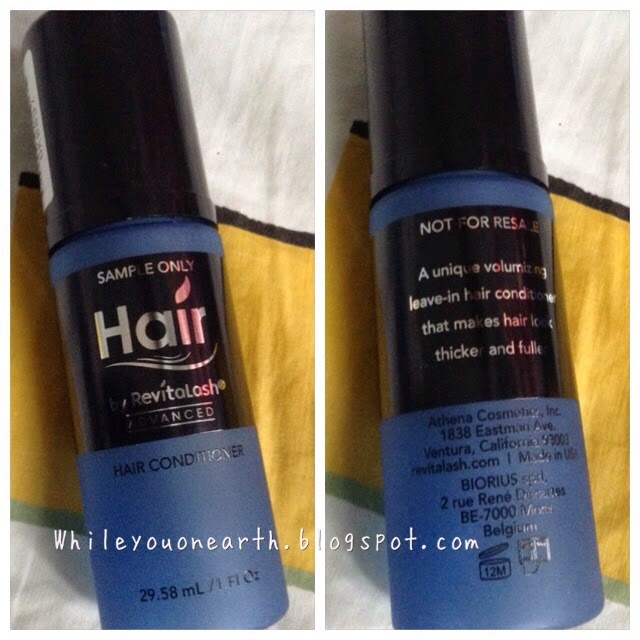 SAMPLE ONLY
Hair
by RevitaLash®
ADVANCED
HAIR CONDITIONER
29.58 mL / 1 Fl Oz
NOT FOR RESALE
A unique volumizing
leave-in hair conditioner
that makes hair look
thicker and fuller
Athena Cosmetics, Inc.
1838 Eastman Ave.
Ventura, California 93003
revitalash.com | Made in USA
BIORIUS sprl,
2 rue René
BE-7000
Belgium
12M
Whileyouonearth.blogspot.com